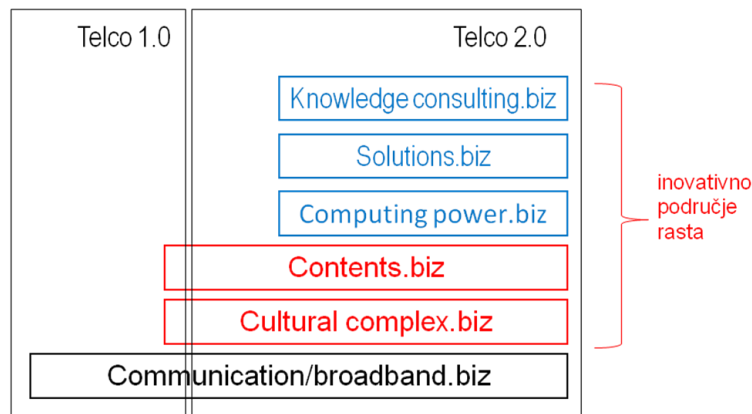 Telco 1.0
Telco 2.0
Knowledge consulting.biz
Solutions.biz
Computing power.biz
Contents.biz
Cultural complex.biz
Communication/broadband.biz
inovativno
područje
rasta